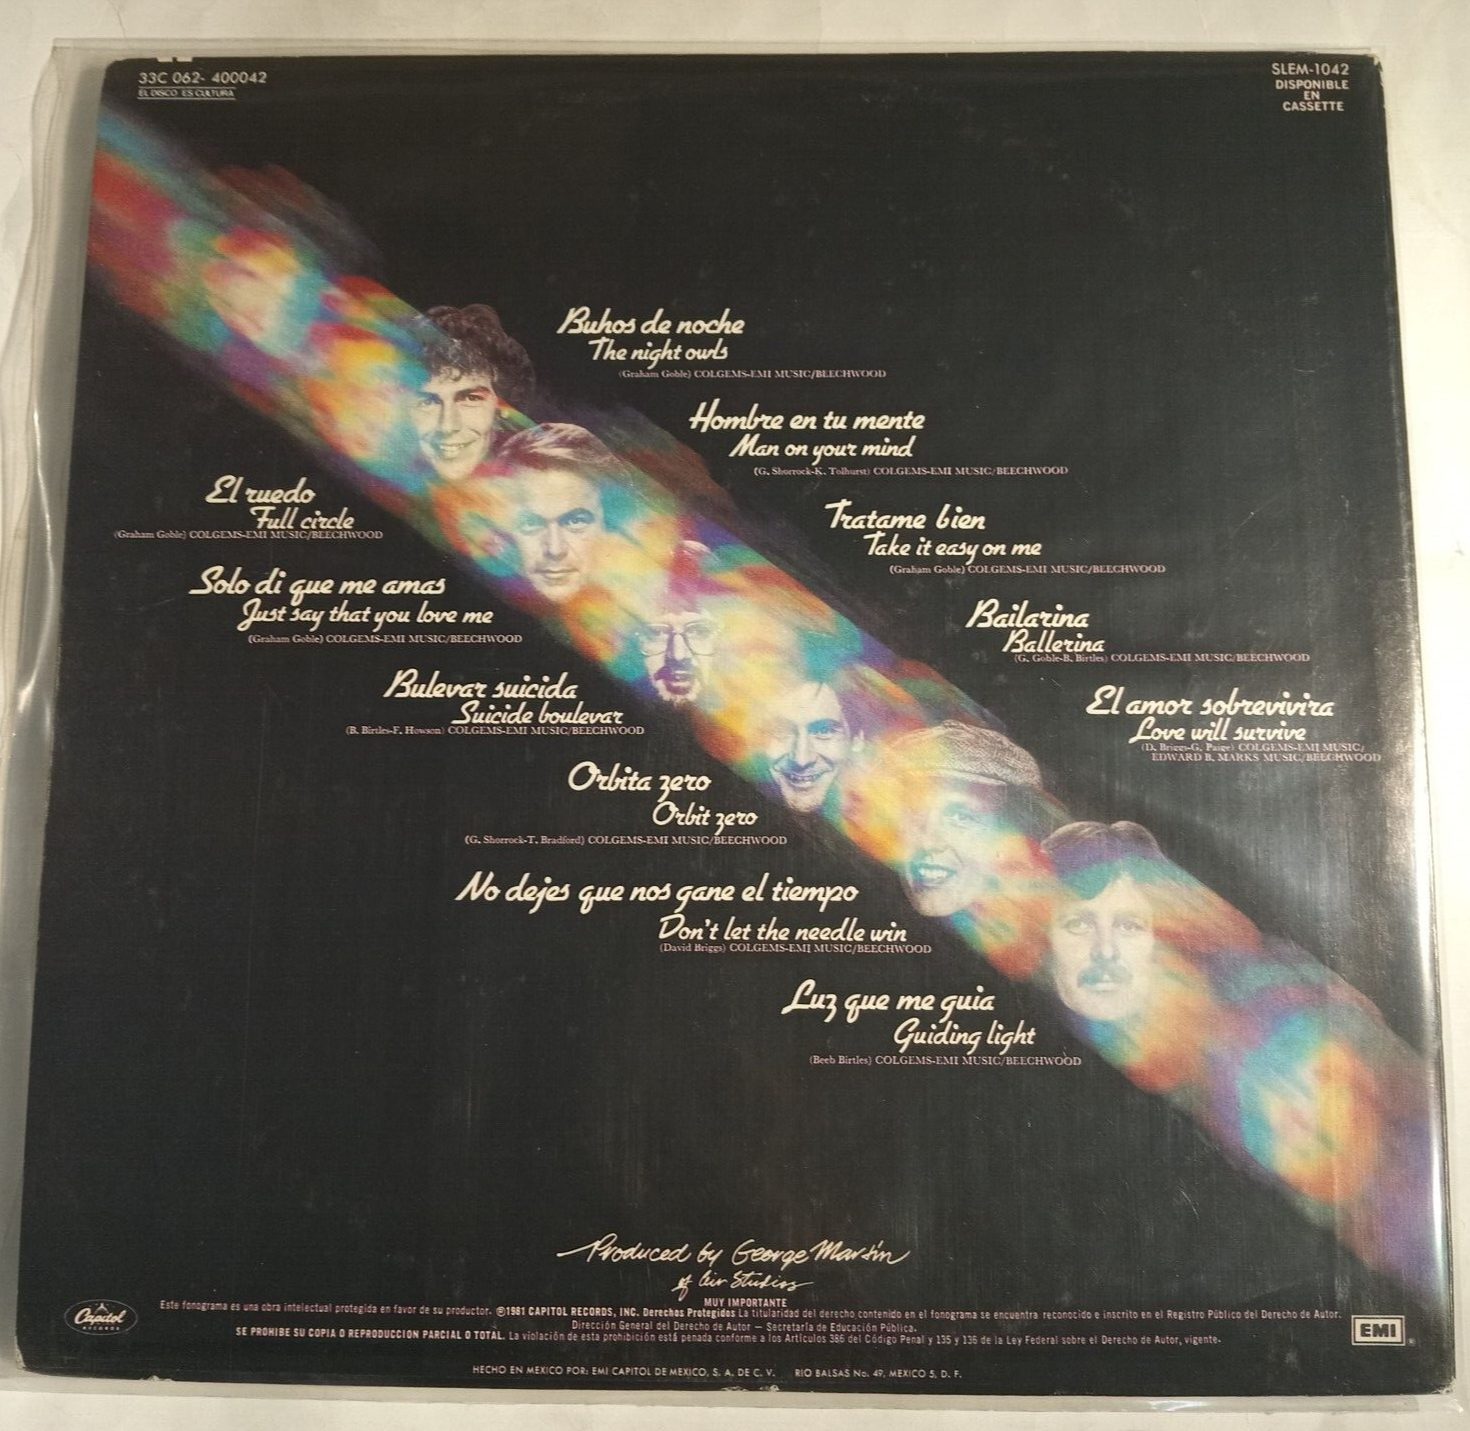 33C 062- 400042
EL DISCO ES CULTURA
SLEM-1042
DISPONIBLE
EN
CASSETTE
Buhos de noche
The night owls
(Graham Goble) COLGEMS-EMI MUSIC/BEECHWOOD
Hombre en tu mente
Man on your mind
(G. Shorrock-K. Tolhurst) COLGEMS-EMI MUSIC/BEECHWOOD
Tratame bien
Take it easy on me
(Graham Goble) COLGEMS-EMI MUSIC/BEECHWOOD
Bailarina
Ballerina
(G. Goble-B. Birtles) COLGEMS-EMI MUSIC/BEECHWOOD
El amor sobrevivira
Love will survive
(D. Briggs-G. Paige) COLGEMS-EMI MUSIC/
EDWARD B. MARKS MUSIC/BEECHWOOD
El ruedo
Full circle
(Graham Goble) COLGEMS-EMI MUSIC/BEECHWOOD
Solo di que me amas
Just say that you love me
(Graham Goble) COLGEMS-EMI MUSIC/BEECHWOOD
Bulevar suicida
Suicide boulevar
(B. Birtles-F. Howson) COLGEMS-EMI MUSIC/BEECHWOOD
Orbita zero
Orbit zero
(G. Shorrock-T. Bradford) COLGEMS-EMI MUSIC/BEECHWOOD
No dejes que nos gane el tiempo
Don't let the needle win
(David Briggs) COLGEMS-EMI MUSIC/BEECHWOOD
Luz que me guia
Guiding light
(Beeb Birtles) COLGEMS-EMI MUSIC/BEECHWOOD
Produced by George Martin
of Air Studios
MUY IMPORTANTE
Este fonograma es una obra intelectual protegida en favor de su productor. ℗1981 CAPITOL RECORDS, INC. Derechos Protegidos La titularidad del derecho contenido en el fonograma se encuentra reconocido e inscrito en el Registro Público del Derecho de Autor.
Dirección General del Derecho de Autor — Secretaría de Educación Pública.
SE PROHIBE SU COPIA O REPRODUCCION PARCIAL O TOTAL. La violación de esta prohibición está penada conforme a los Artículos 386 del Código Penal y 135 y 136 de la Ley Federal sobre el Derecho de Autor, vigente.
Capitol
RECORDS
EMI
®
HECHO EN MEXICO POR: EMI CAPITOL DE MEXICO, S. A. DE C. V. RIO BALSAS No. 49, MEXICO 5, D. F.